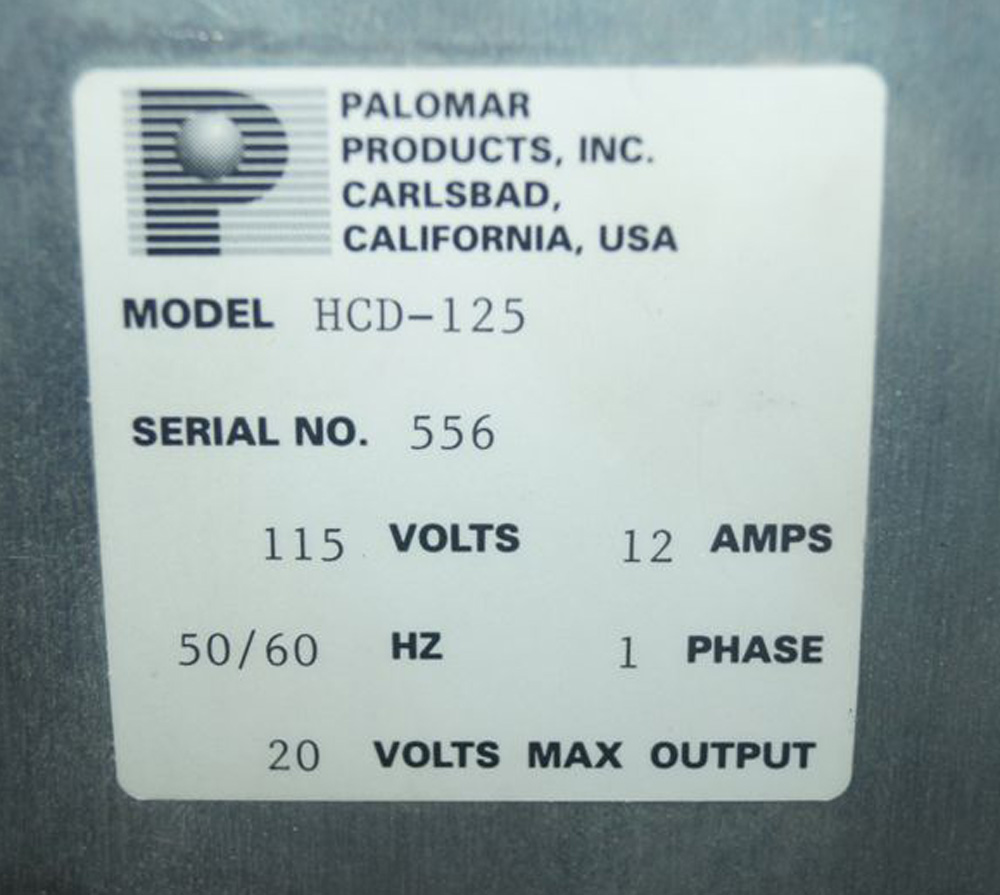 PALOMAR
PRODUCTS, INC.
CARLSBAD,
CALIFORNIA, USA
MODEL HCD-125
SERIAL NO. 556
115 VOLTS 12 AMPS
50/60 HZ 1 PHASE
20 VOLTS MAX OUTPUT